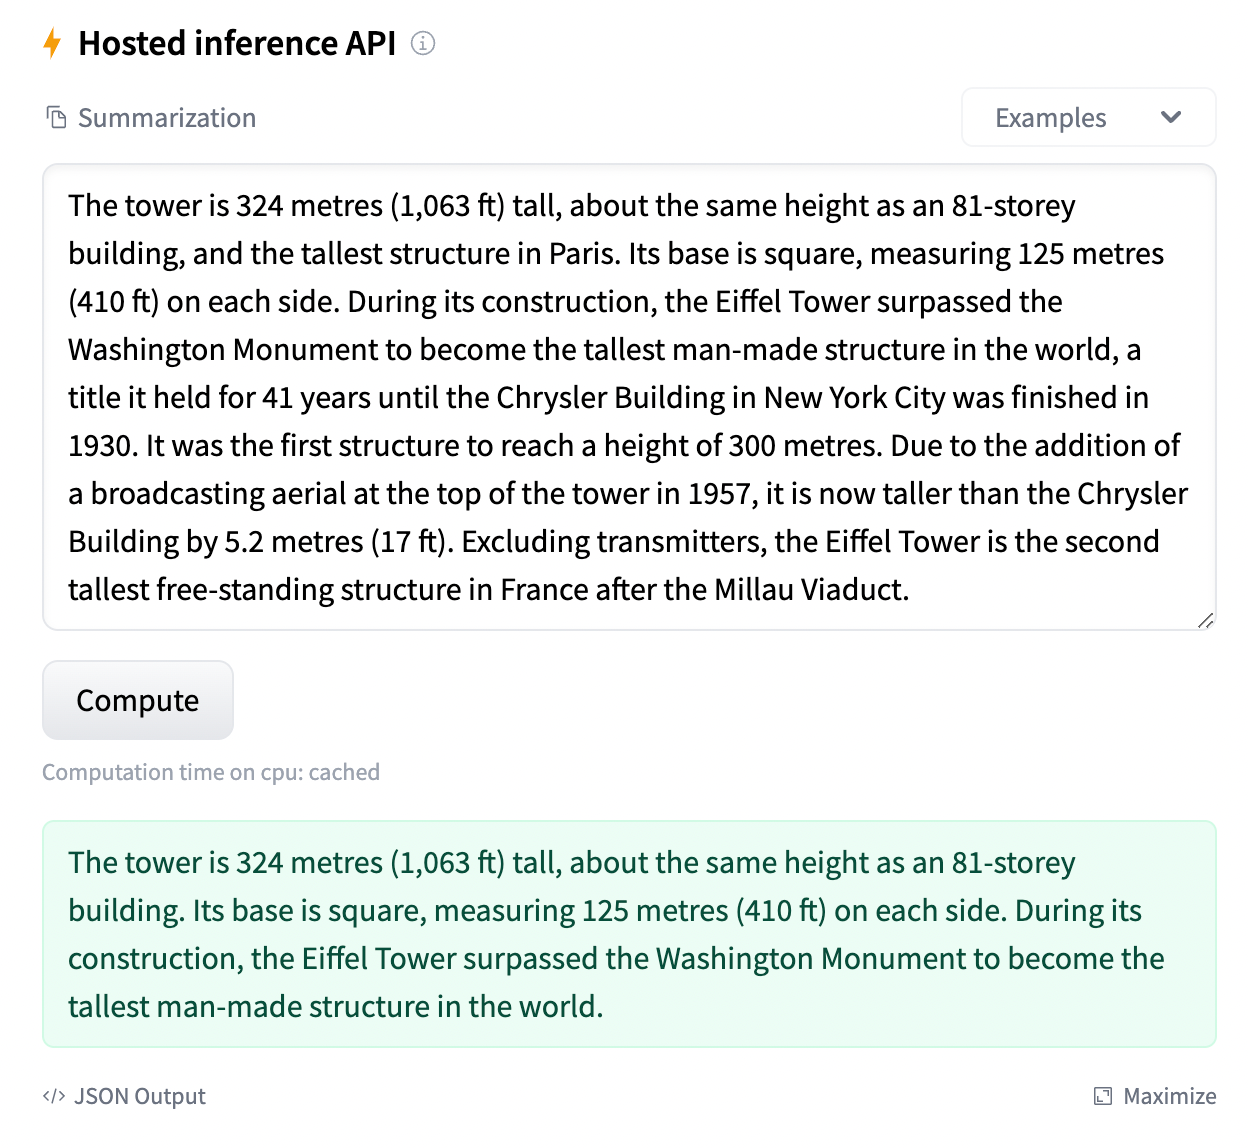 Hosted inference API
Summarization
Examples
The tower is 324 metres (1,063 ft) tall, about the same height as an 81-storey
building, and the tallest structure in Paris. Its base is square, measuring 125 metres
(410 ft) on each side. During its construction, the Eiffel Tower surpassed the
Washington Monument to become the tallest man-made structure in the world, a
title it held for 41 years until the Chrysler Building in New York City was finished in
1930. It was the first structure to reach a height of 300 metres. Due to the addition of
a broadcasting aerial at the top of the tower in 1957, it is now taller than the Chrysler
Building by 5.2 metres (17 ft). Excluding transmitters, the Eiffel Tower is the second
tallest free-standing structure in France after the Millau Viaduct.
Compute
Computation time on cpu: cached
The tower is 324 metres (1,063 ft) tall, about the same height as an 81-storey
building. Its base is square, measuring 125 metres (410 ft) on each side. During its
construction, the Eiffel Tower surpassed the Washington Monument to become the
tallest man-made structure in the world.
</> JSON Output
Maximize